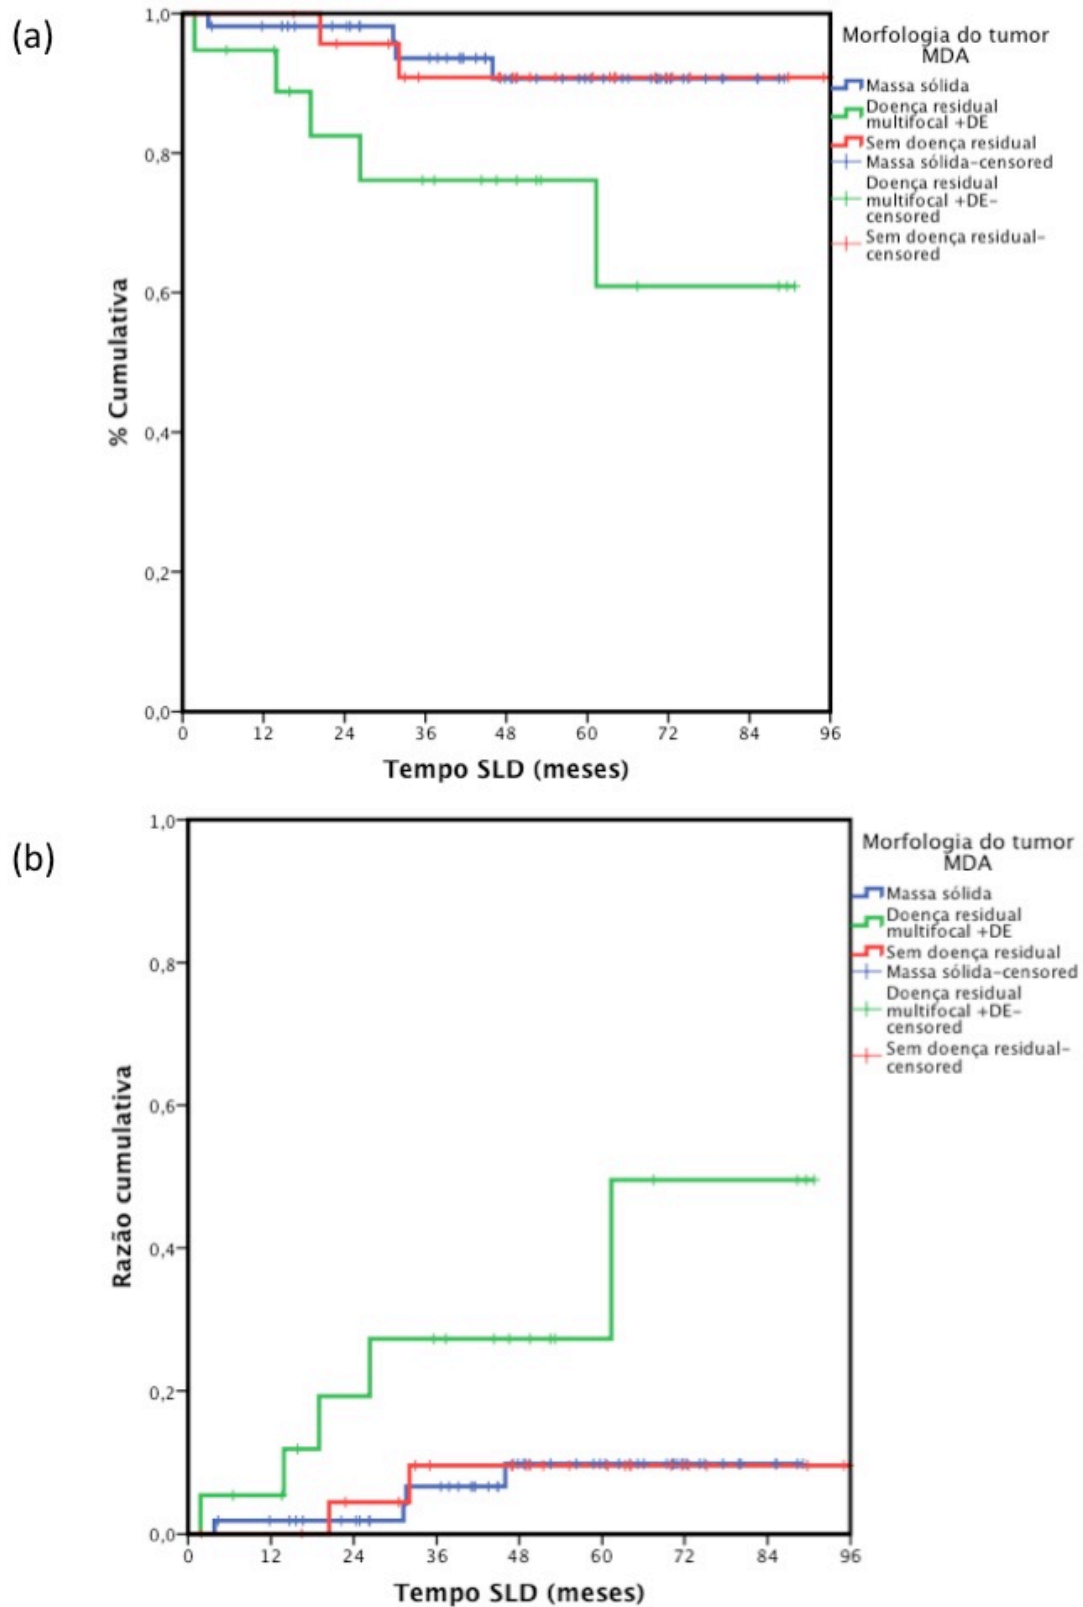 (a)
1,0
0,8
0,6
0,4
0,2
0,0
% Cumulativa
0
12
24
36
48
60
72
84
96
Tempo SLD (meses)
Morfologia do tumor
MDA
Massa sólida
Doença residual
multifocal +DE
Sem doença residual
Massa sólida-censored
Doença residual
multifocal +DE-
censored
Sem doença residual-
censored
(b)
1,0
0,8
0,6
0,4
0,2
0,0
Razão cumulativa
0
12
24
36
48
60
72
84
96
Tempo SLD (meses)
Morfologia do tumor
MDA
Massa sólida
Doença residual
multifocal +DE
Sem doença residual
Massa sólida-censored
Doença residual
multifocal +DE-
censored
Sem doença residual-
censored